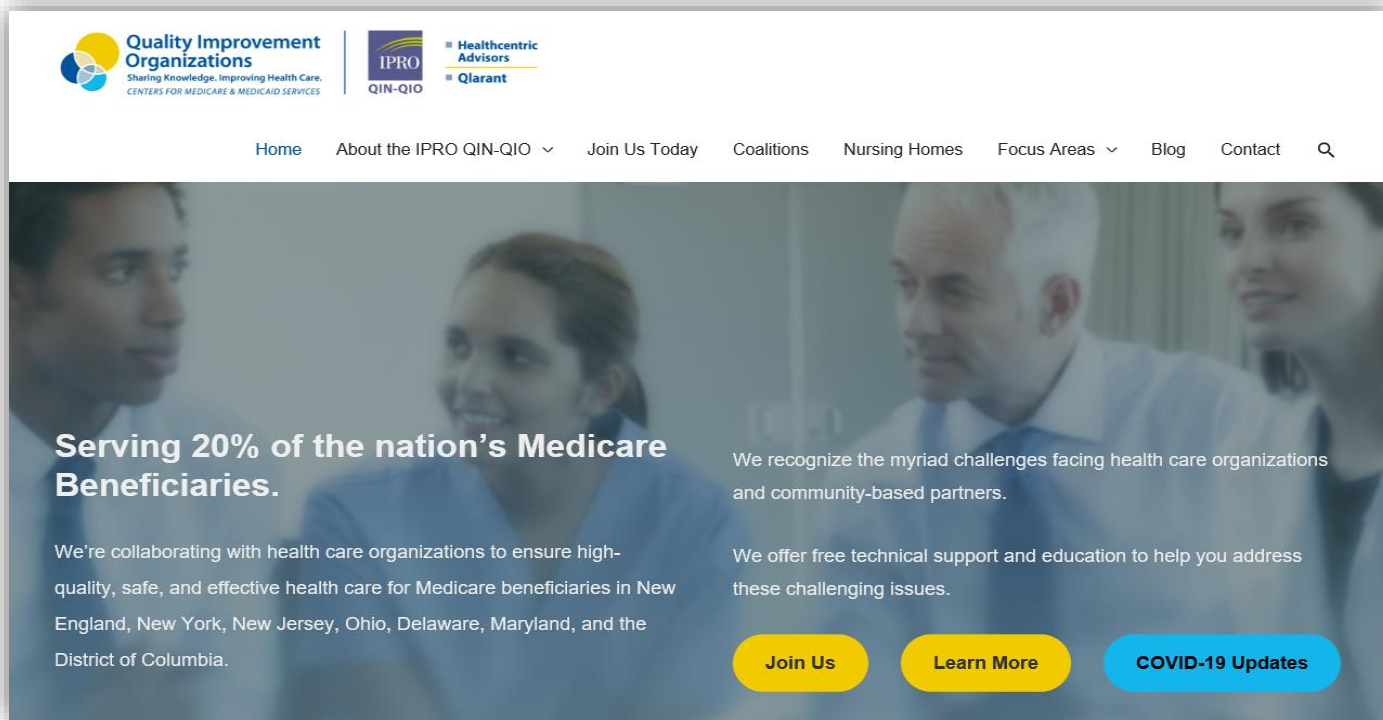 Quality Improvement
Organizations
Sharing Knowledge. Improving Health Care.
CENTERS FOR MEDICARE & MEDICAID SERVICES
IPRO
QIN-QIO
Healthcentric
Advisors
Qlarant
Home About the IPRO QIN-QIO Join Us Today Coalitions Nursing Homes Focus Areas Blog Contact
Serving 20% of the nation’s Medicare
Beneficiaries.
We’re collaborating with health care organizations to ensure high-
quality, safe, and effective health care for Medicare beneficiaries in New
England, New York, New Jersey, Ohio, Delaware, Maryland, and the
District of Columbia.
We recognize the myriad challenges facing health care organizations
and community-based partners.
We offer free technical support and education to help you address
these challenging issues.
Join Us Learn More COVID-19 Updates